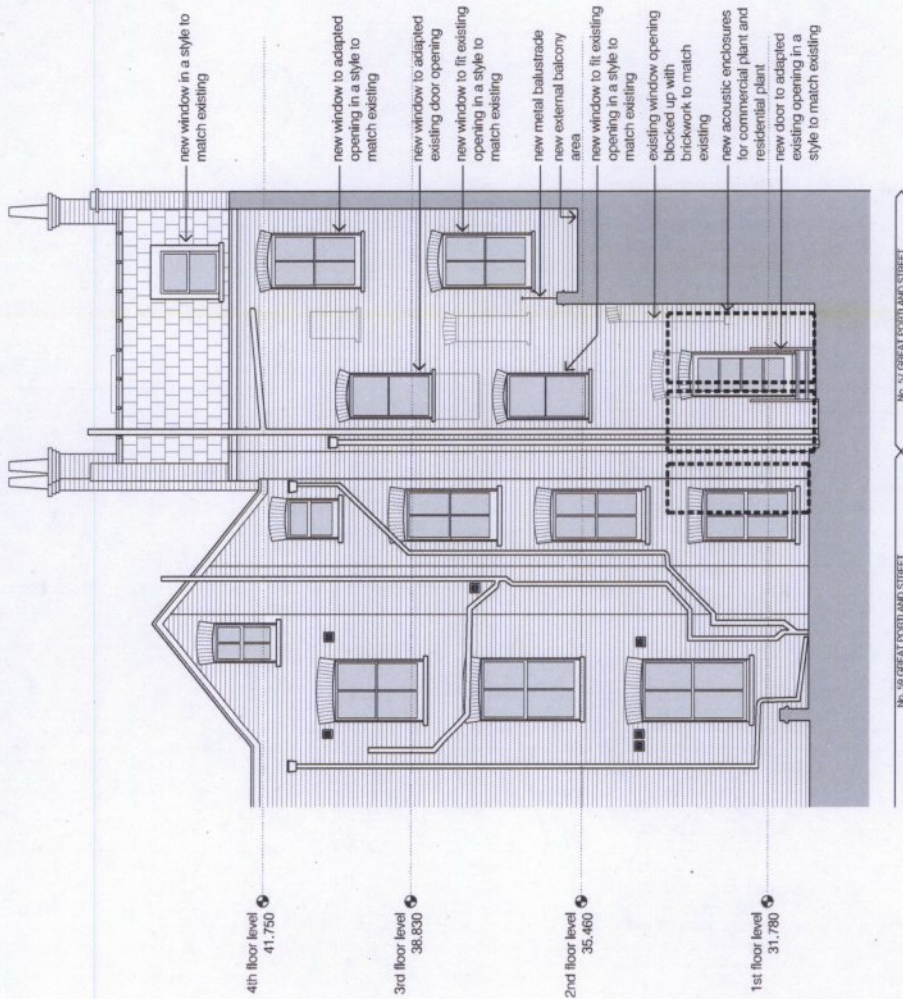 new window in a style to
match existing
new window to adapted
opening in a style to
match existing
new window to adapted
existing door opening
new window to fit existing
opening in a style to
match existing
new metal balustrade
new external balcony
area
new window to fit existing
opening in a style to
match existing
existing window opening
blocked up with
brickwork to match
existing
new acoustic enclosures
for commercial plant and
residential plant
new door to adapted
existing opening in a
style to match existing
4th floor level
41.750
3rd floor level
38.830
2nd floor level
35.460
1st floor level
31.780
No. 59 GREAT PORTLAND STREET
No. 57 GREAT PORTLAND STREET